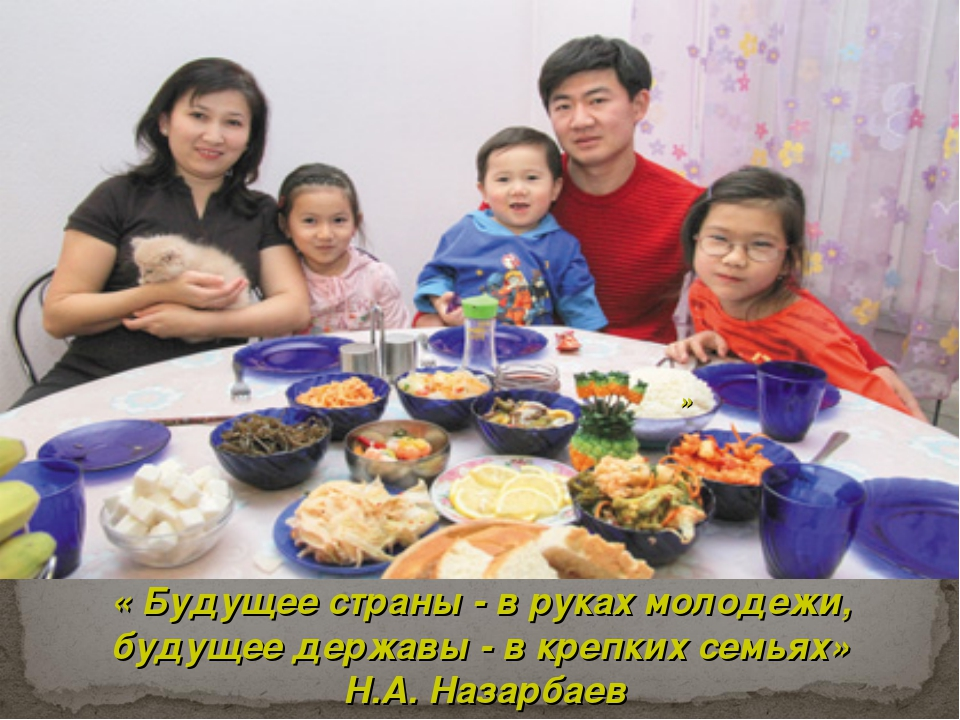 »
« Будущее страны - в руках молодежи,
будущее державы - в крепких семьях»
Н.А. Назарбаев